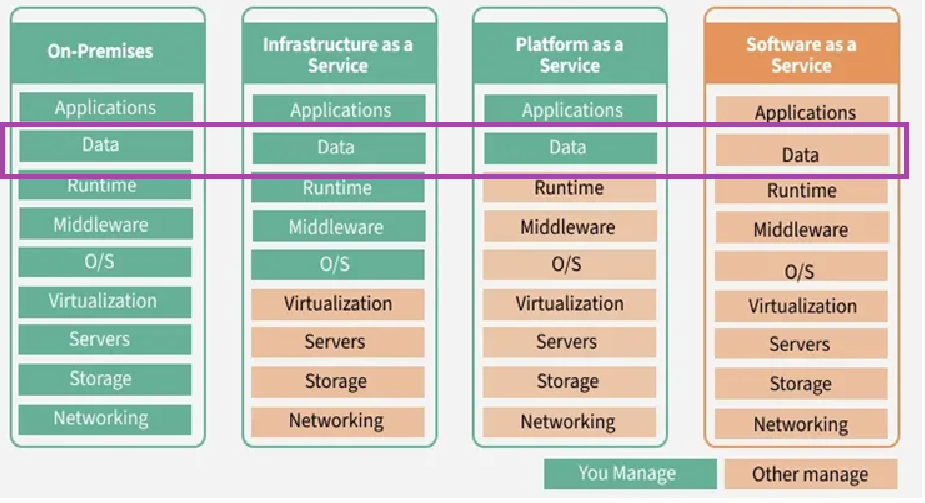 On-Premises
Applications
Data
Runtime
Middleware
O/S
Virtualization
Servers
Storage
Networking
Infrastructure as a
Service
Applications
Data
Runtime
Middleware
O/S
Virtualization
Servers
Storage
Networking
Platform as a
Service
Applications
Data
Runtime
Middleware
O/S
Virtualization
Servers
Storage
Networking
Software as a
Service
Applications
Data
Runtime
Middleware
O/S
Virtualization
Servers
Storage
Networking
You Manage
Other manage